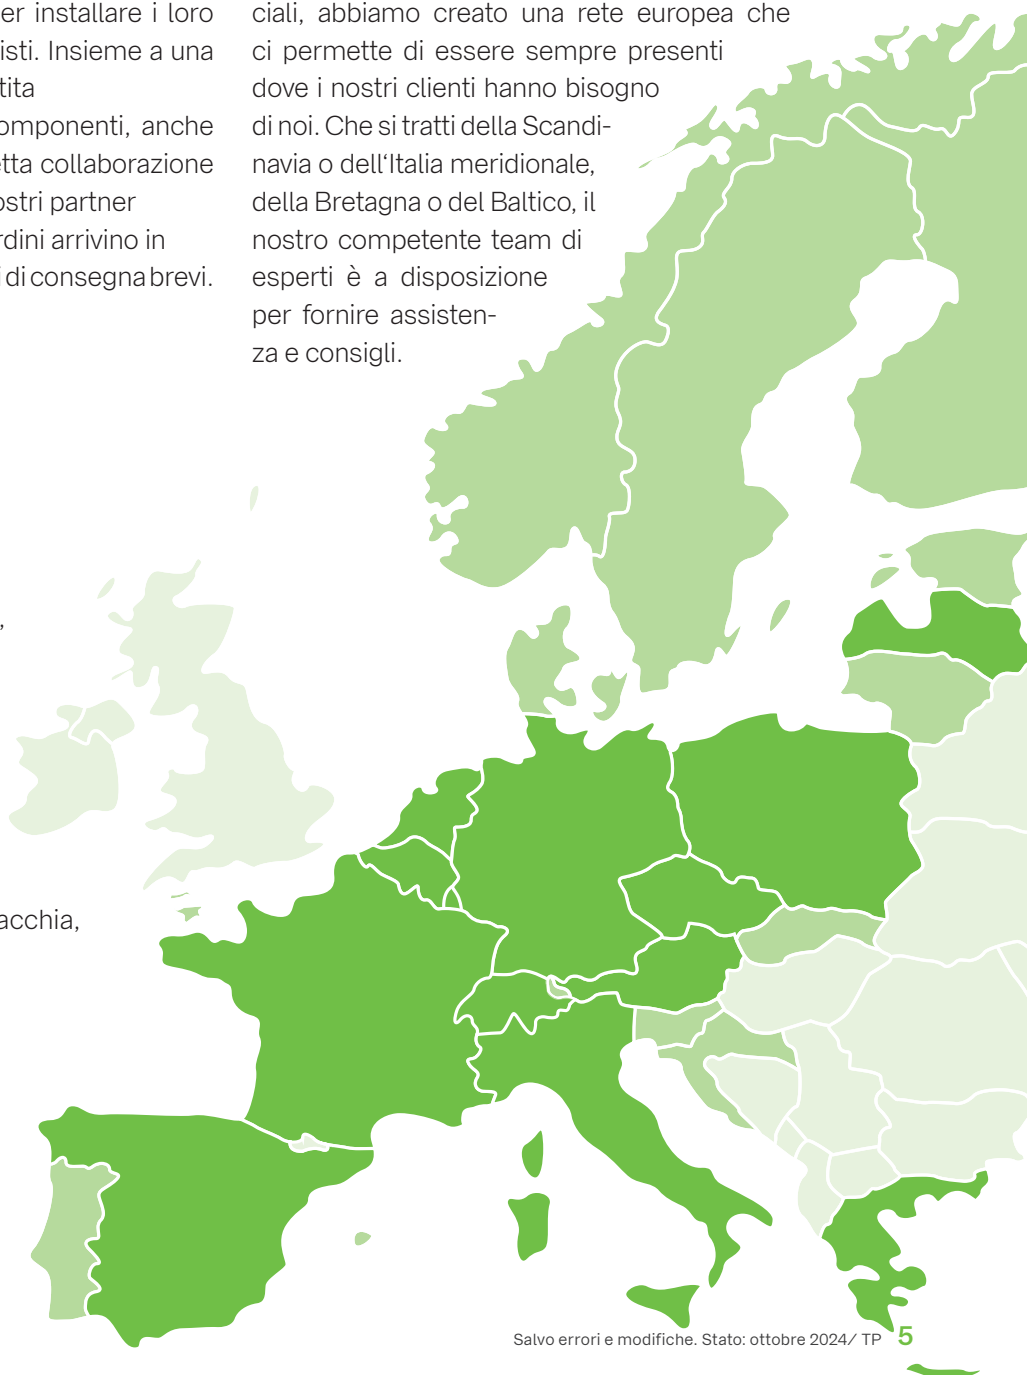 er installare i loro
isti. Insieme a una
tita
omponenti, anche
etta collaborazione
ostri partner
rdini arrivino in
i di consegna brevi.
,
acchia,
ciali, abbiamo creato una rete europea che
ci permette di essere sempre presenti
dove i nostri clienti hanno bisogno
di noi. Che si tratti della Scandi-
navia o dell‘Italia meridionale,
della Bretagna o del Baltico, il
nostro competente team di
esperti è a disposizione
per fornire assisten-
za e consigli.
Salvo errori e modifiche. Stato: ottobre 2024/ TP 5